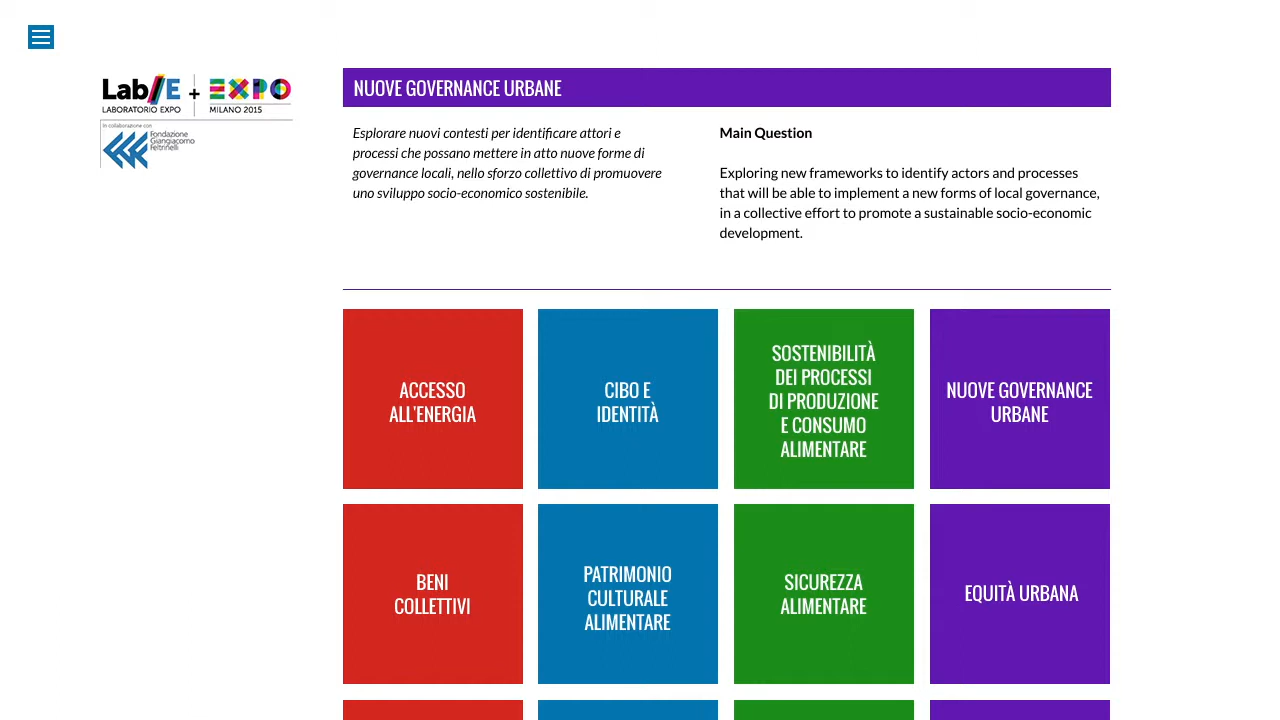 Lab/E + EXPO
LABORATORIO EXPO MILANO 2015
In collaborazione con
Fondazione
Giangiacomo
Feltrinelli
NUOVE GOVERNANCE URBANE
Esplorare nuovi contesti per identificare attori e
processi che possano mettere in atto nuove forme di
governance locali, nello sforzo collettivo di promuovere
uno sviluppo socio-economico sostenibile.
Main Question
Exploring new frameworks to identify actors and processes
that will be able to implement a new forms of local governance,
in a collective effort to promote a sustainable socio-economic
development.
ACCESSO
ALL'ENERGIA
CIBO E
IDENTITÀ
SOSTENIBILITÀ
DEI PROCESSI
DI PRODUZIONE
E CONSUMO
ALIMENTARE
NUOVE GOVERNANCE
URBANE
BENI
COLLETTIVI
PATRIMONIO
CULTURALE
ALIMENTARE
SICUREZZA
ALIMENTARE
EQUITÀ URBANA